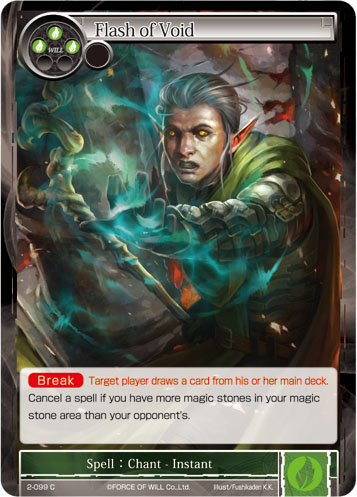 Flash of Void
WILL
Break Target player draws a card from his or her main deck.
Cancel a spell if you have more magic stones in your magic
stone area than your opponent's.
Spell : Chant - Instant
2-099 C ©FORCE OF WILL Co.,Ltd. Illust/Fushkaden K.K.